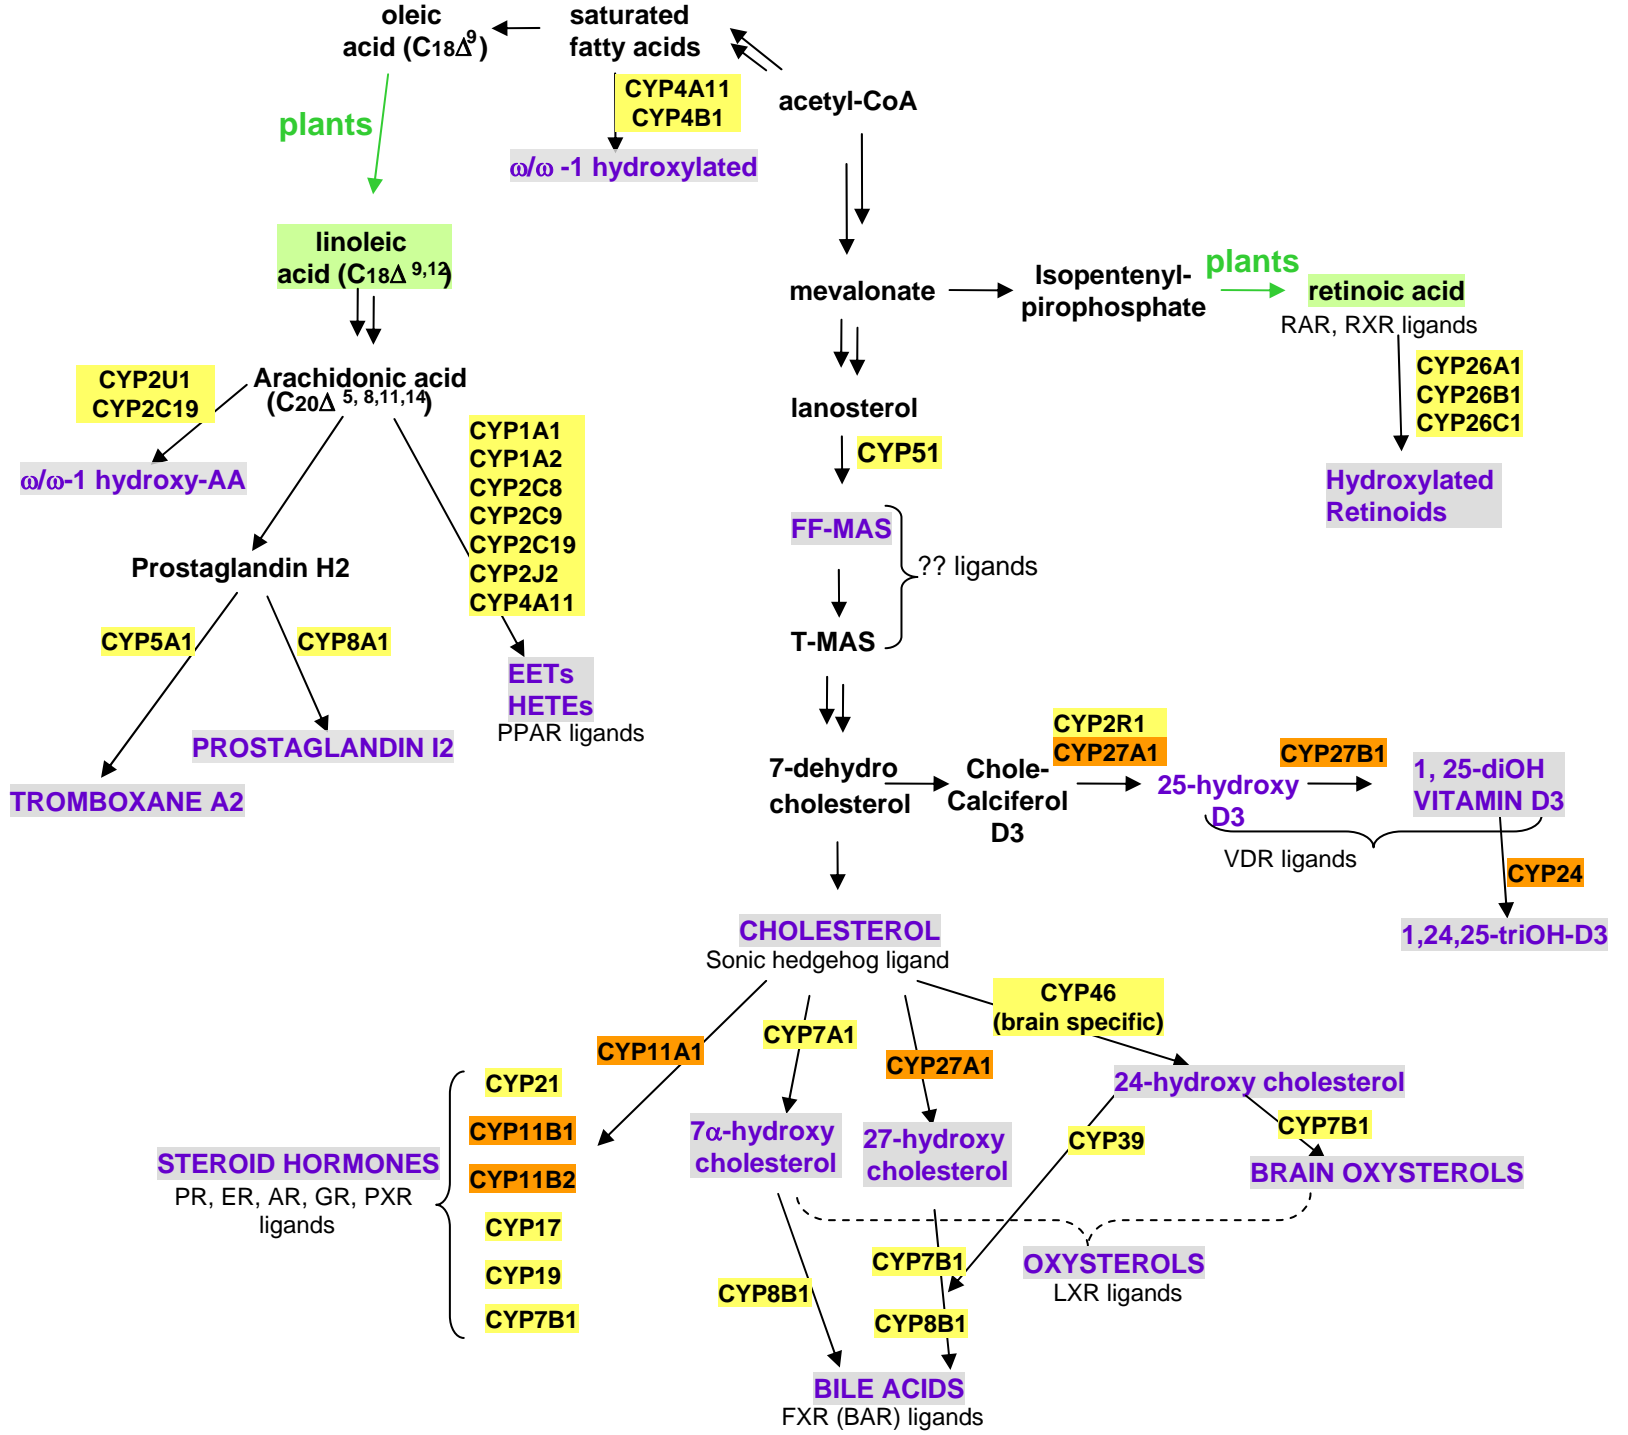 oleic
acid (C18Δ9)
saturated
fatty acids
CYP4A11
CYP4B1
acetyl-CoA
plants
ω/ω -1 hydroxylated
linoleic
acid (C18Δ 9,12)
mevalonate
Isopentenyl-
pirophosphate
plants
retinoic acid
RAR, RXR ligands
CYP26A1
CYP26B1
CYP26C1
Hydroxylated
Retinoids
CYP2U1
CYP2C19
Arachidonic acid
(C20Δ 5, 8,11,14)
ω/ω-1 hydroxy-AA
CYP1A1
CYP1A2
CYP2C8
CYP2C9
CYP2C19
CYP2J2
CYP4A11
lanosterol
CYP51
FF-MAS
?? ligands
T-MAS
Prostaglandin H2
CYP5A1
CYP8A1
EETs
HETEs
PPAR ligands
PROSTAGLANDIN I2
TROMBOXANE A2
7-dehydro
cholesterol
Chole-
Calciferol
D3
CYP2R1
CYP27A1
25-hydroxy
D3
CYP27B1
1, 25-diOH
VITAMIN D3
VDR ligands
CYP24
1,24,25-triOH-D3
CHOLESTEROL
Sonic hedgehog ligand
CYP46
(brain specific)
CYP11A1
CYP7A1
CYP27A1
24-hydroxy cholesterol
CYP21
CYP11B1
CYP11B2
CYP17
CYP19
CYP7B1
STEROID HORMONES
PR, ER, AR, GR, PXR
ligands
7α-hydroxy
cholesterol
27-hydroxy
cholesterol
CYP39
CYP7B1
BRAIN OXYSTEROLS
CYP7B1
OXYSTEROLS
LXR ligands
CYP8B1
CYP8B1
BILE ACIDS
FXR (BAR) ligands